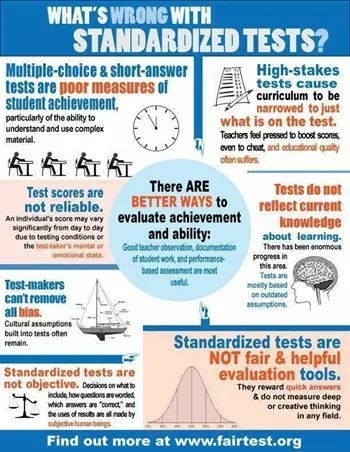 WHAT'S WRONG WITH
STANDARDIZED TESTS?
Multiple-choice & short-answer
tests are poor measures of
student achievement,
particularly of the ability to
understand and use complex
material.
High-stakes
tests cause
curriculum to be
narrowed to just
what is on the test.
Teachers feel pressed to boost scores,
even to cheat, and educational quality
often suffers.
Test scores are
not reliable.
An individual's score may vary
significantly from day to day
due to testing conditions or
the test-taker's mental or
emotional state.
There ARE
BETTER WAYS to
evaluate achievement
and ability:
Good teacher observation, documentation
of student work, and performance-
based assessment are most
useful.
Tests do not
reflect current
knowledge
about learning.
There has been enormous
progress in
this area.
Tests are
mostly based
on outdated
assumptions.
Test-makers
can't remove
all bias.
Cultural assumptions
built into tests often
remain.
Standardized tests are
not objective. Decisions on what to
include, how questions are worded,
which answers are "correct," and
the uses of results are all made by
subjective human beings.
Standardized tests are
NOT fair & helpful
evaluation tools.
They reward quick answers
& do not measure deep
or creative thinking
in any field.
Find out more at www.fairtest.org